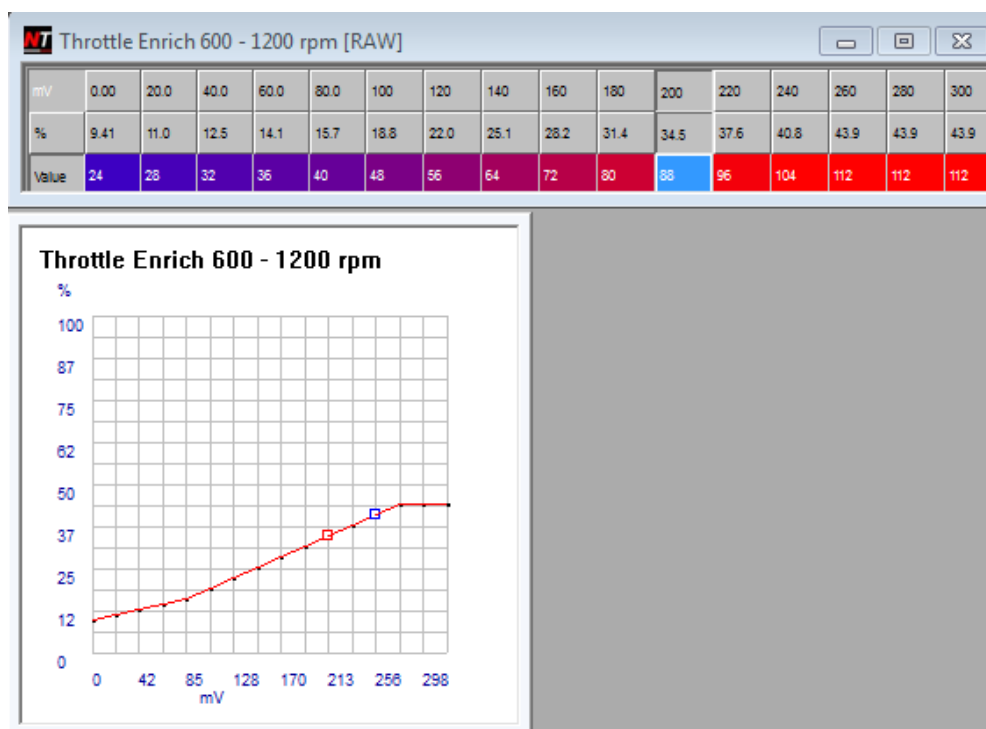 NT Throttle Enrich 600 - 1200 rpm [RAW]
mV 0.00 20.0 40.0 60.0 80.0 100 120 140 160 180 200 220 240 260 280 300
% 9.41 11.0 12.5 14.1 15.7 18.8 22.0 25.1 28.2 31.4 34.5 37.6 40.8 43.9 43.9 43.9
Value 24 28 32 36 40 48 56 64 72 80 88 96 104 112 112 112
Throttle Enrich 600 - 1200 rpm
%
100
87
75
62
50
37
25
12
0
0 42 85 128 170 213 256 298
mV